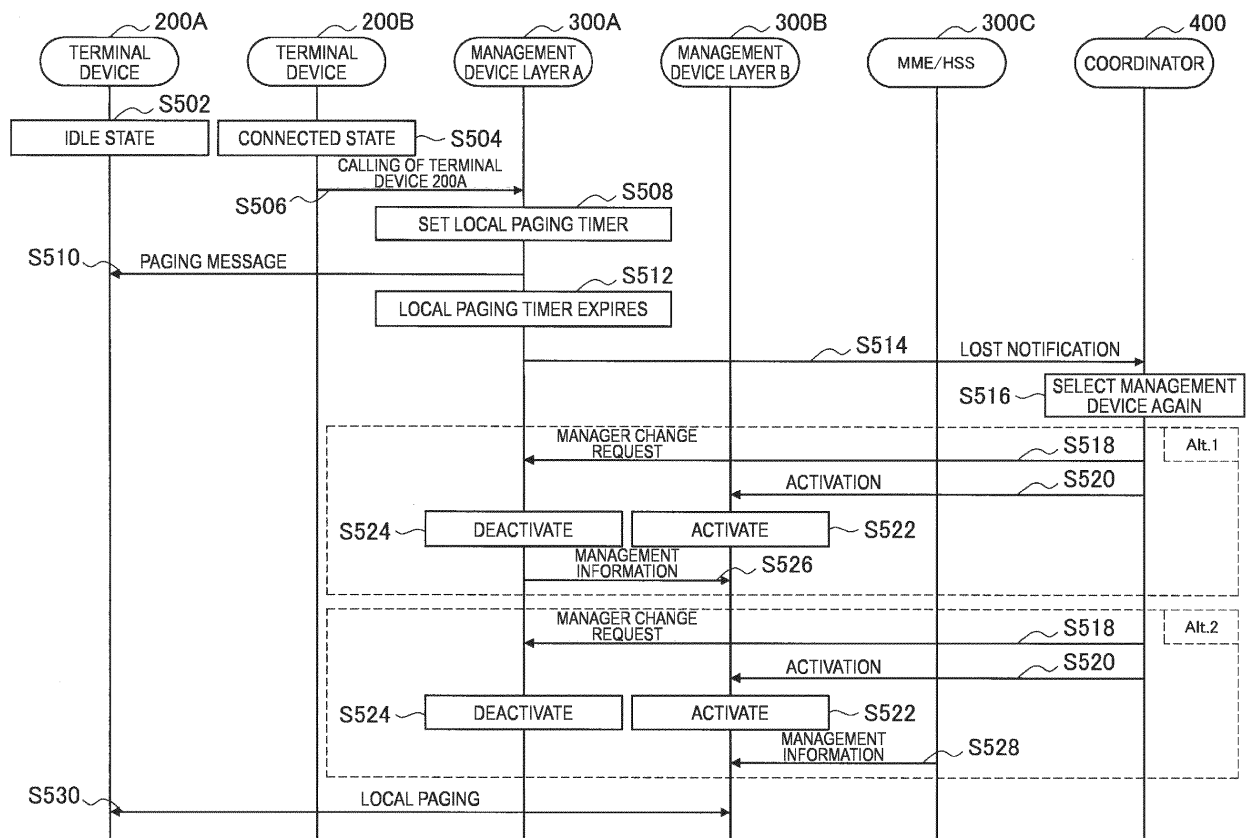 200A
200B
300A
300B
300C
400
TERMINAL
DEVICE
TERMINAL
DEVICE
MANAGEMENT
DEVICE LAYER A
MANAGEMENT
DEVICE LAYER B
MME/HSS
COORDINATOR
S502
IDLE STATE
CONNECTED STATE
S504
CALLING OF TERMINAL
DEVICE 200A
S506
S508
SET LOCAL PAGING TIMER
S510
PAGING MESSAGE
S512
LOCAL PAGING TIMER EXPIRES
S514
LOST NOTIFICATION
S516
SELECT MANAGEMENT
DEVICE AGAIN
Alt.1
MANAGER CHANGE
REQUEST
S518
ACTIVATION
S520
S524
DEACTIVATE
ACTIVATE
S522
MANAGEMENT
INFORMATION
S526
Alt.2
MANAGER CHANGE
REQUEST
S518
ACTIVATION
S520
S524
DEACTIVATE
ACTIVATE
S522
MANAGEMENT
INFORMATION
S528
S530
LOCAL PAGING